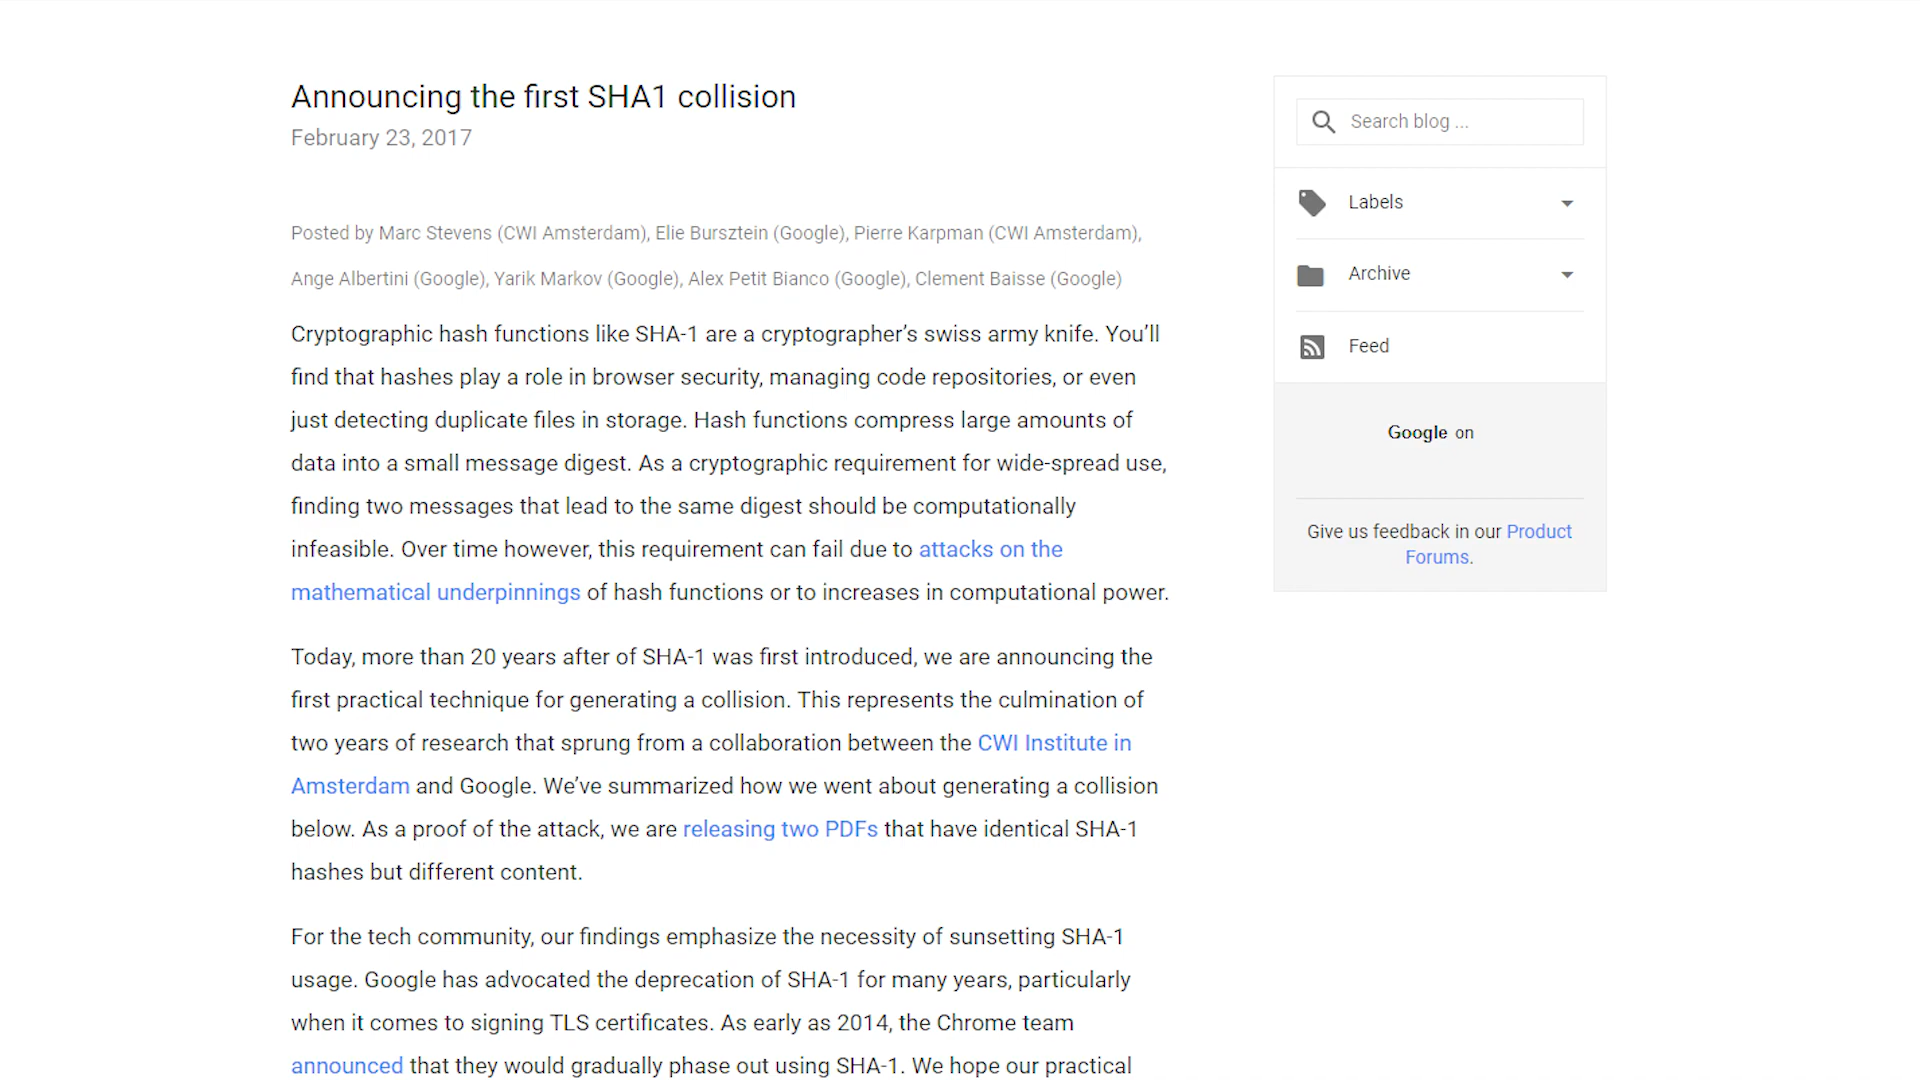 Announcing the first SHA1 collision
February 23, 2017
Posted by Marc Stevens (CWI Amsterdam), Elie Bursztein (Google), Pierre Karpman (CWI Amsterdam),
Ange Albertini (Google), Yarik Markov (Google), Alex Petit Bianco (Google), Clement Baisse (Google)
Cryptographic hash functions like SHA-1 are a cryptographer’s swiss army knife. You’ll
find that hashes play a role in browser security, managing code repositories, or even
just detecting duplicate files in storage. Hash functions compress large amounts of
data into a small message digest. As a cryptographic requirement for wide-spread use,
finding two messages that lead to the same digest should be computationally
infeasible. Over time however, this requirement can fail due to attacks on the
mathematical underpinnings of hash functions or to increases in computational power.
Today, more than 20 years after of SHA-1 was first introduced, we are announcing the
first practical technique for generating a collision. This represents the culmination of
two years of research that sprung from a collaboration between the CWI Institute in
Amsterdam and Google. We’ve summarized how we went about generating a collision
below. As a proof of the attack, we are releasing two PDFs that have identical SHA-1
hashes but different content.
For the tech community, our findings emphasize the necessity of sunsetting SHA-1
usage. Google has advocated the deprecation of SHA-1 for many years, particularly
when it comes to signing TLS certificates. As early as 2014, the Chrome team
announced that they would gradually phase out using SHA-1. We hope our practical
Search blog ...
Labels
Archive
Feed
Google on
Give us feedback in our Product
Forums.